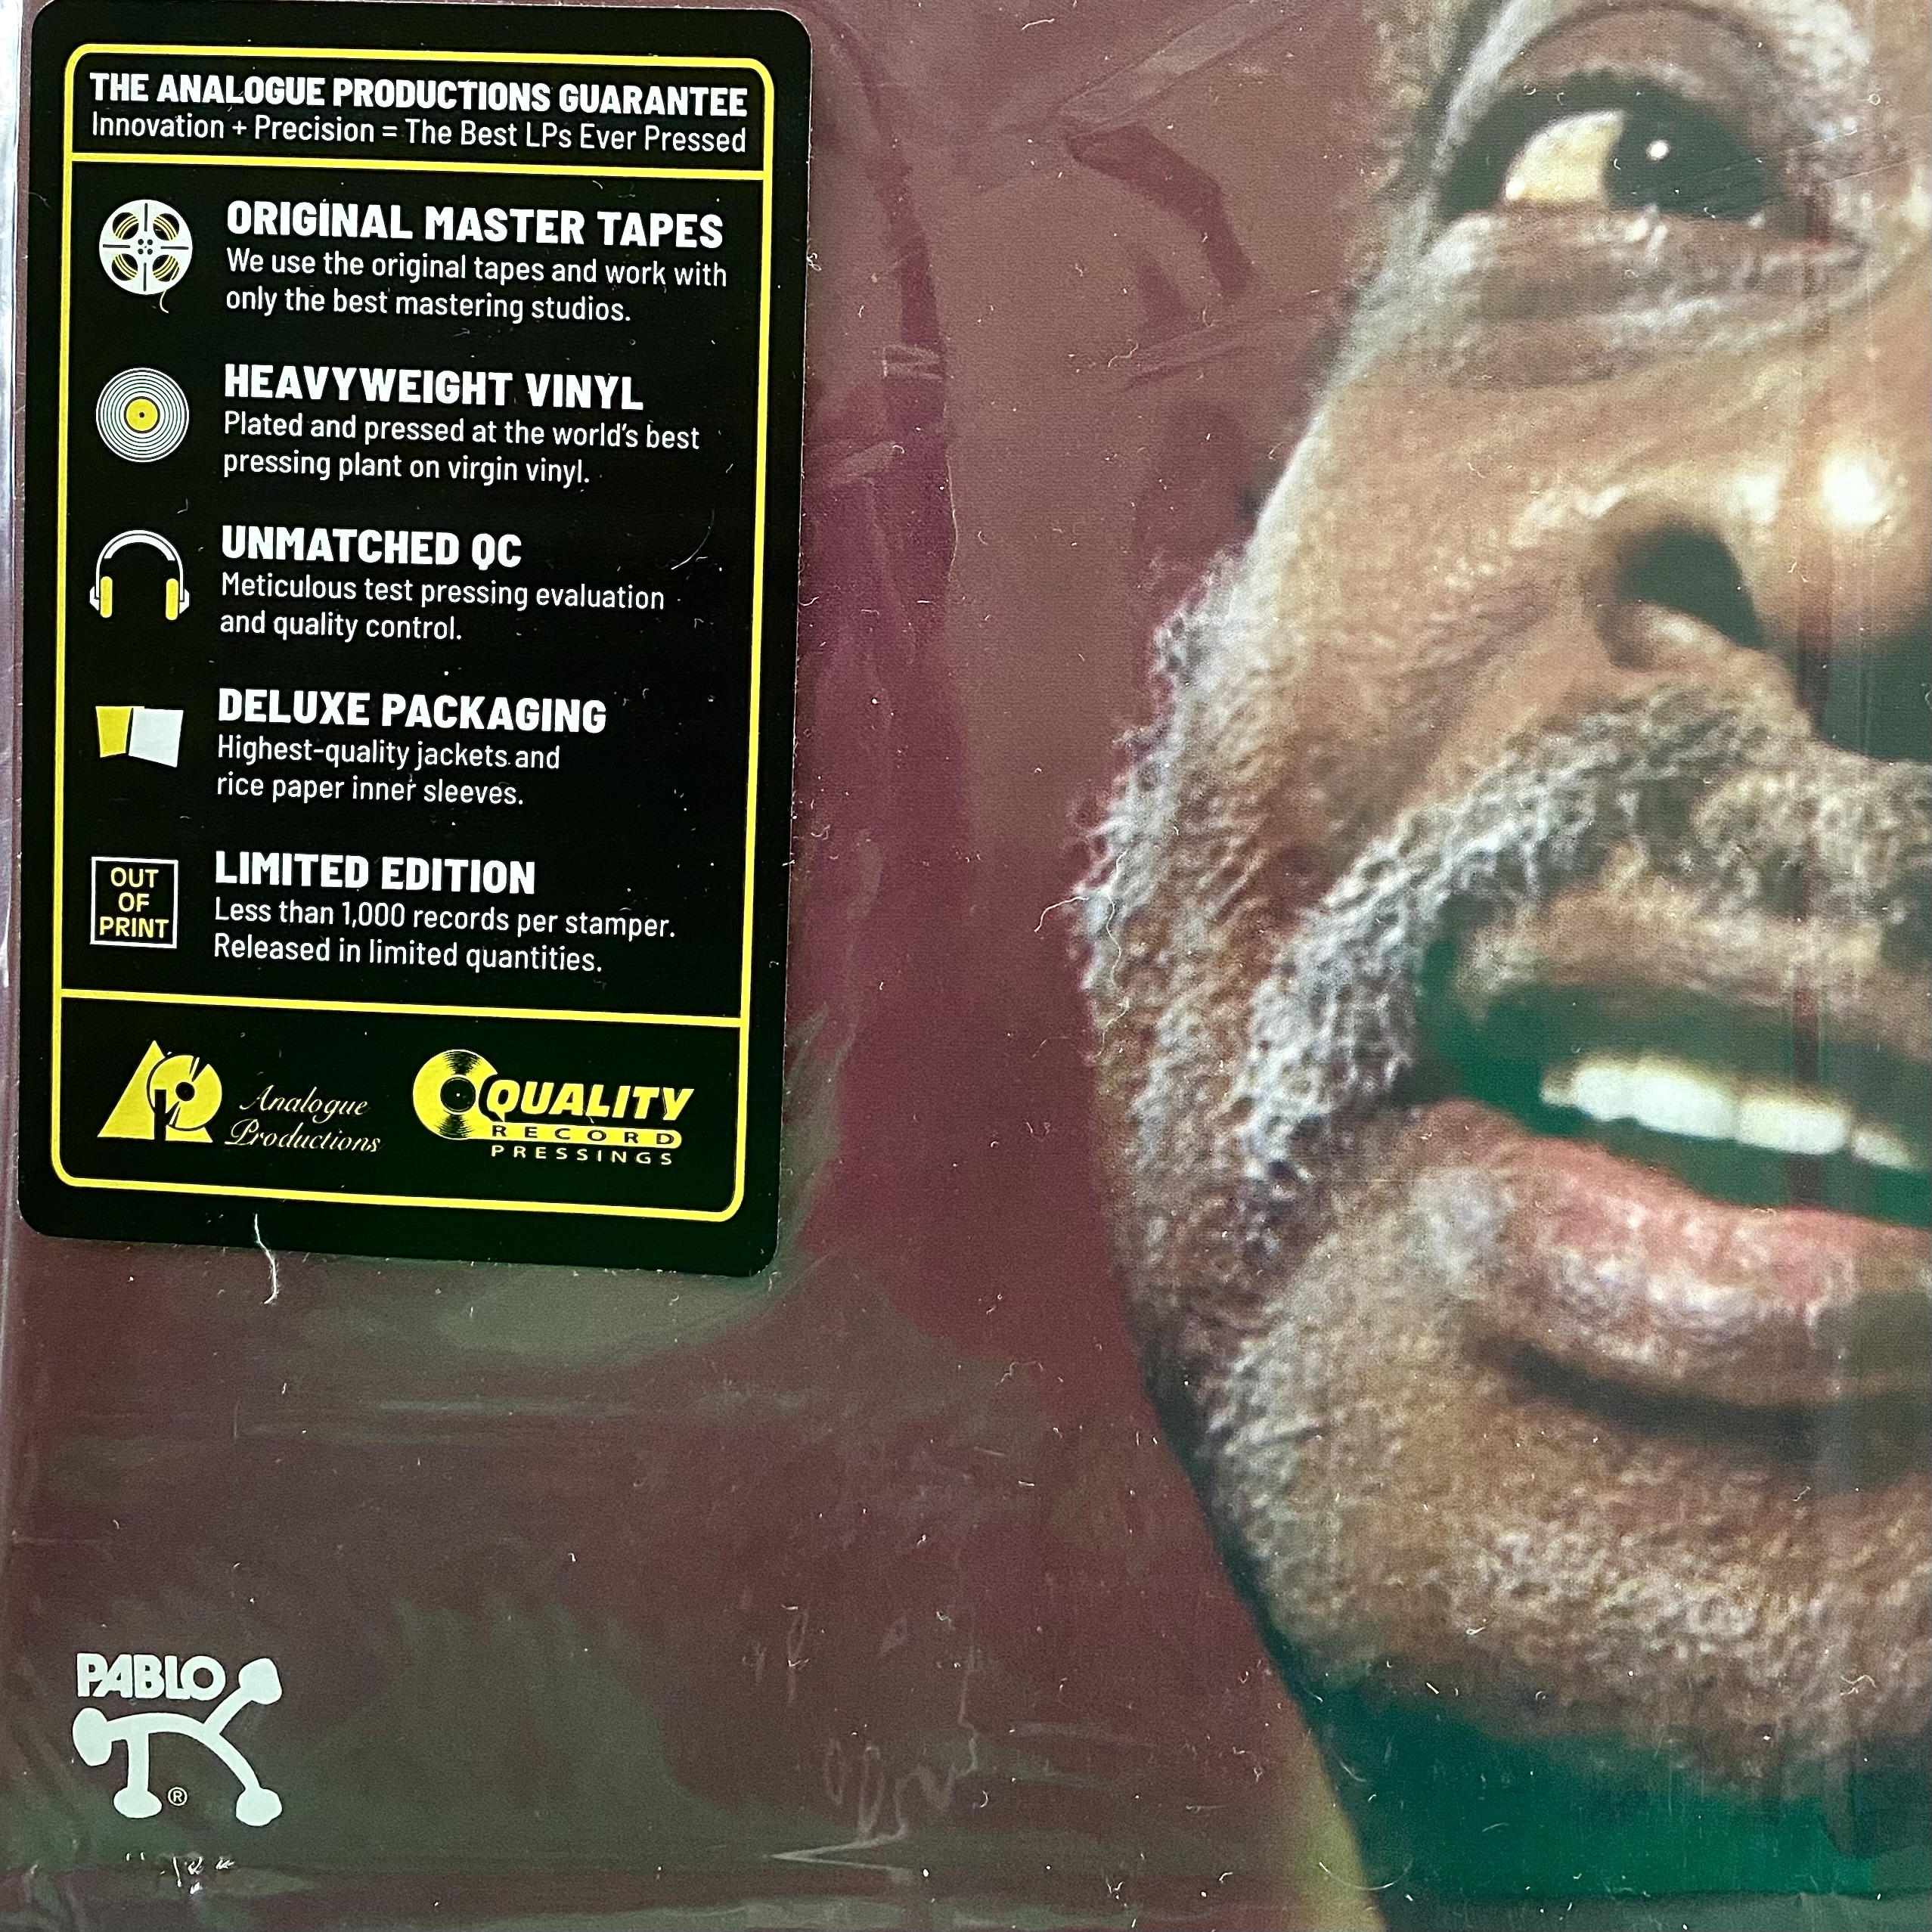 THE ANALOGUE PRODUCTIONS GUARANTEE
Innovation + Precision = The Best LPs Ever Pressed
ORIGINAL MASTER TAPES
We use the original tapes and work with
only the best mastering studios.
HEAVYWEIGHT VINYL
Plated and pressed at the world's best
pressing plant on virgin vinyl.
UNMATCHED QC
Meticulous test pressing evaluation
and quality control.
DELUXE PACKAGING
Highest-quality jackets and
rice paper inner sleeves.
OUT
OF
PRINT
LIMITED EDITION
Less than 1,000 records per stamper.
Released in limited quantities.
Analogue
Productions
QUALITY
RECORD
PRESSINGS
PABLO
®